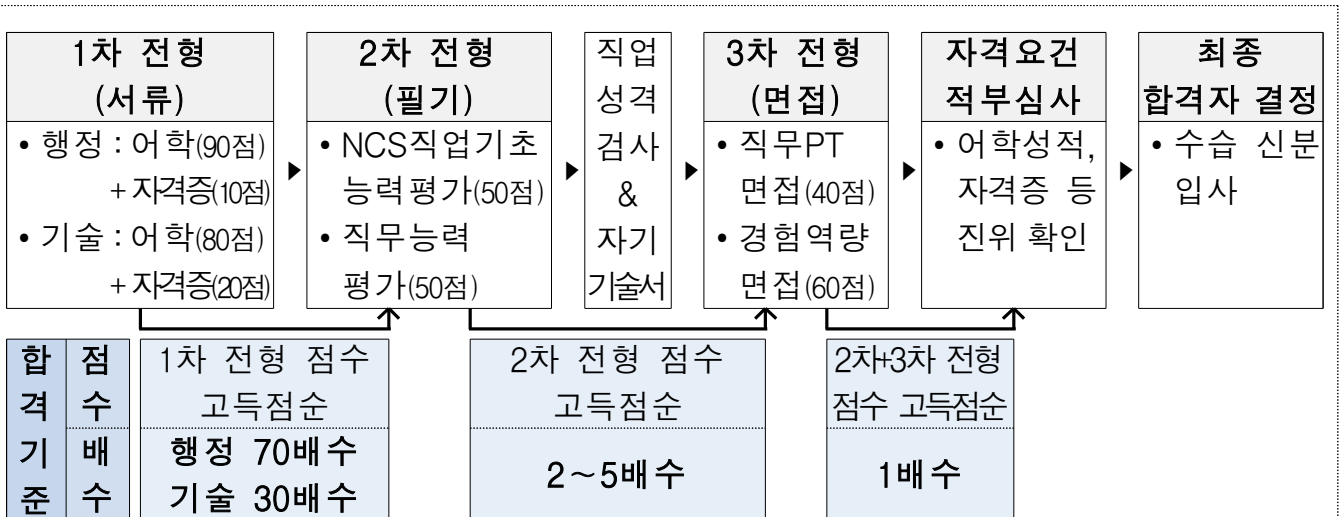 1차 전형
(서류)
• 행정 : 어학(90점)
+ 자격증(10점)
• 기술 : 어학(80점)
+ 자격증(20점)
▶
2차 전형
(필기)
• NCS직업기초
능력평가(50점)
• 직무능력
평가(50점)
▶
직업
성격
검사
&
자기
기술서
▶
3차 전형
(면접)
• 직무PT
면접(40점)
• 경험역량
면접(60점)
▶
자격요건
적부심사
• 어학성적,
자격증 등
진위 확인
▶
최종
합격자 결정
• 수습 신분
입사
합격기준
점수
1차 전형 점수
고득점순
2차 전형 점수
고득점순
2차+3차 전형
점수 고득점순
배수
행정 70배수
기술 30배수
2~5배수
1배수